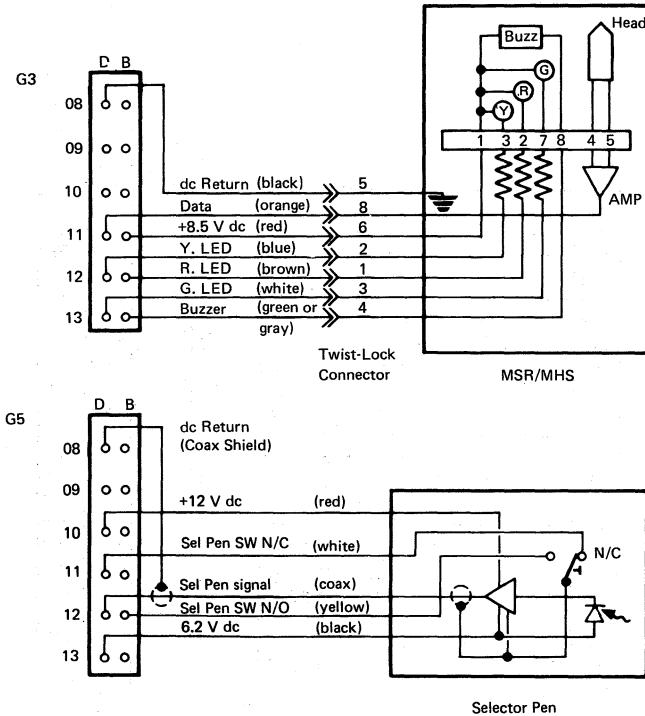 Head
Buzz
D B
G3
G
R
08
Y
09
1 3 2 7 8 4 5
10
dc Return (black) 5
AMP
Data (orange) 8
11
+8.5 V dc (red) 6
Y. LED (blue) 2
12
R. LED (brown) 1
G. LED (white) 3
13
Buzzer (green or gray) 4
Twist-Lock
Connector
MSR/MHS
D B
G5
dc Return
(Coax Shield)
08
09
+12 V dc (red)
10
Sel Pen SW N/C (white)
N/C
11
Sel Pen signal (coax)
12
Sel Pen SW N/O (yellow)
6.2 V dc (black)
13
Selector Pen